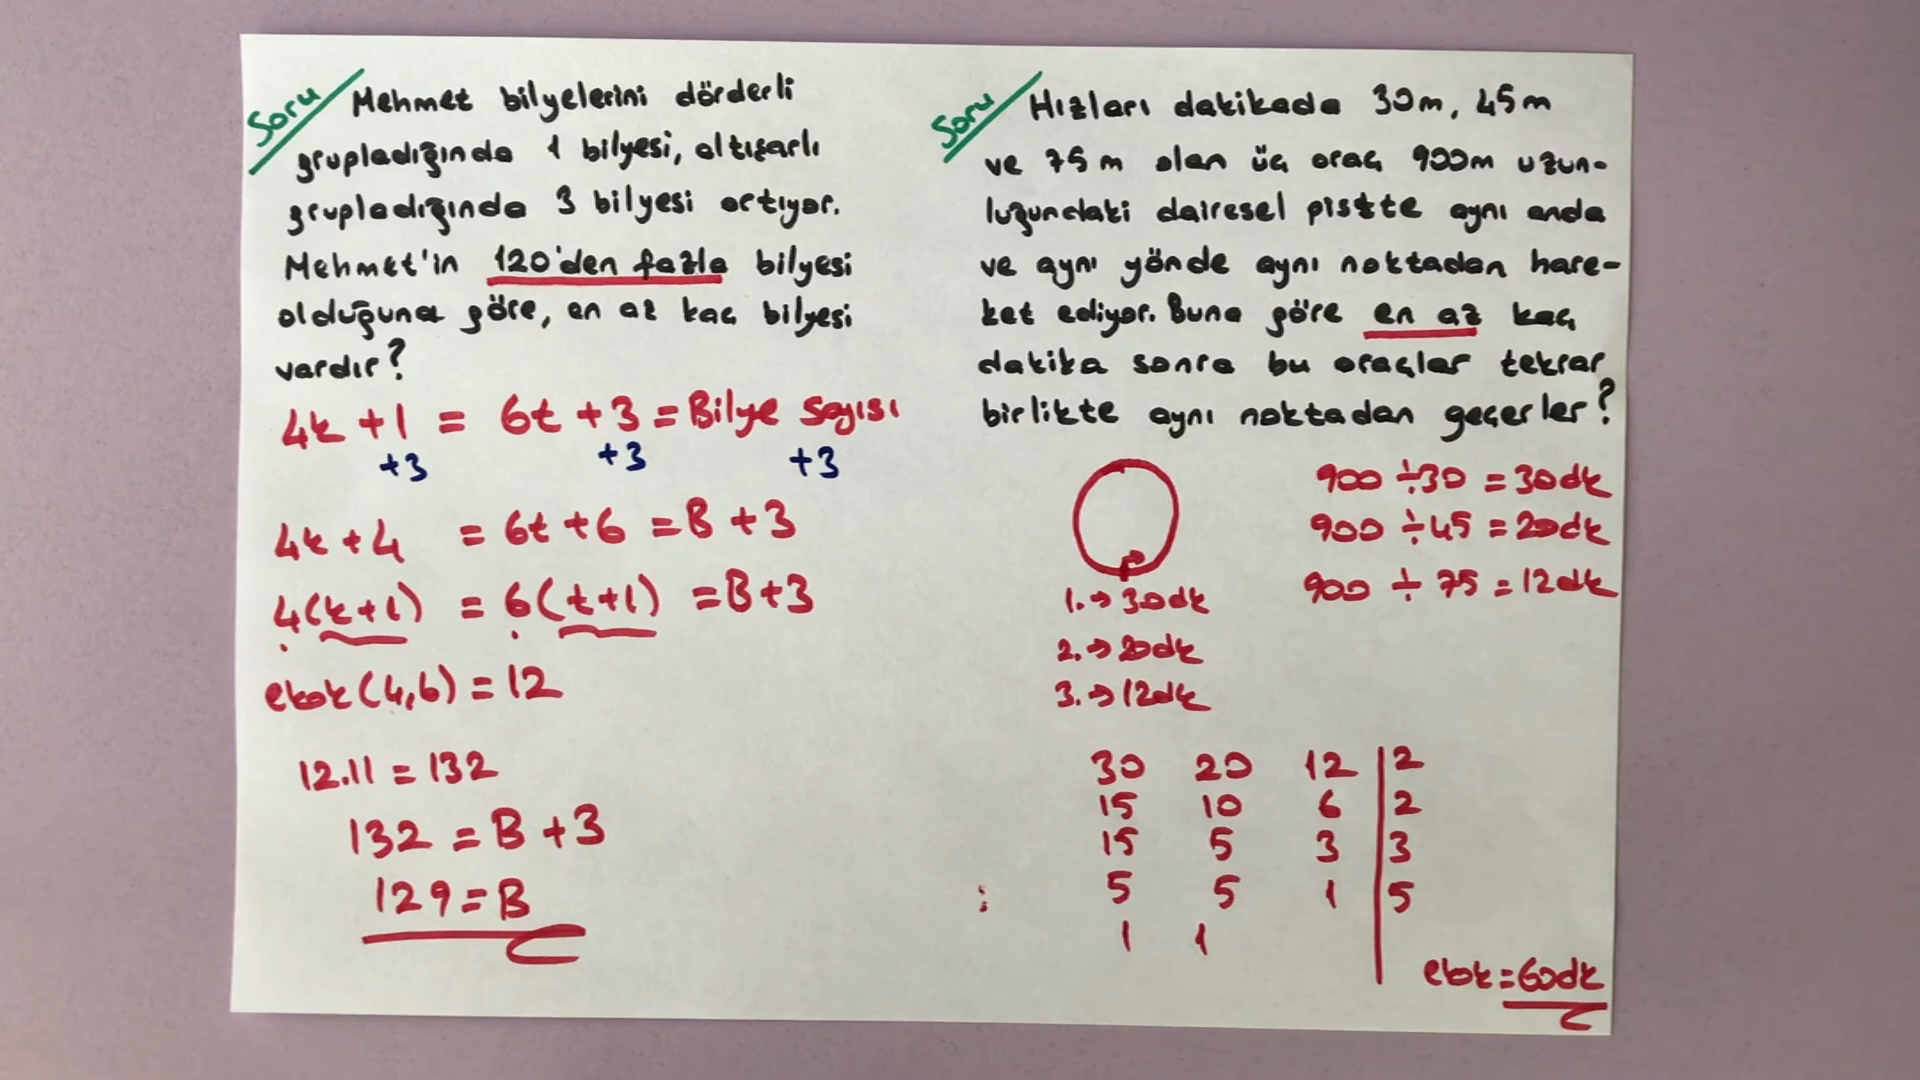 Soru Mehmet bilyelerini dörderli
grupladığında 1 bilyesi, altışarlı
grupladığında 3 bilyesi artıyor.
Mehmet'in 120'den fazla bilyesi
olduğuna göre, en az kaç bilyesi
vardır?
4k +1 = 6t +3 = Bilye sayısı
+3 +3 +3
4k + 4 = 6t + 6 = B + 3
4(k+1) = 6(t+1) = B+3
ekok(4,6) = 12
12.11 = 132
132 = B + 3
129 = B
Soru Hızları dakikada 30m, 45m
ve 75m olan üç araç 900m uzun-
luğundaki dairesel pistte aynı anda
ve aynı yönde aynı noktadan hare-
ket ediyor. Buna göre en az kaç
dakika sonra bu araçlar tekrar
birlikte aynı noktadan geçerler?
900 ÷30 = 30dk
900 ÷45 = 20dk
900 ÷ 75 = 12dk
1. → 30dk
2. → 20dk
3. → 12dk
30 20 12 | 2
15 10 6 | 2
15 5 3 | 3
5 5 1 | 5
1 1
ekok = 60dk